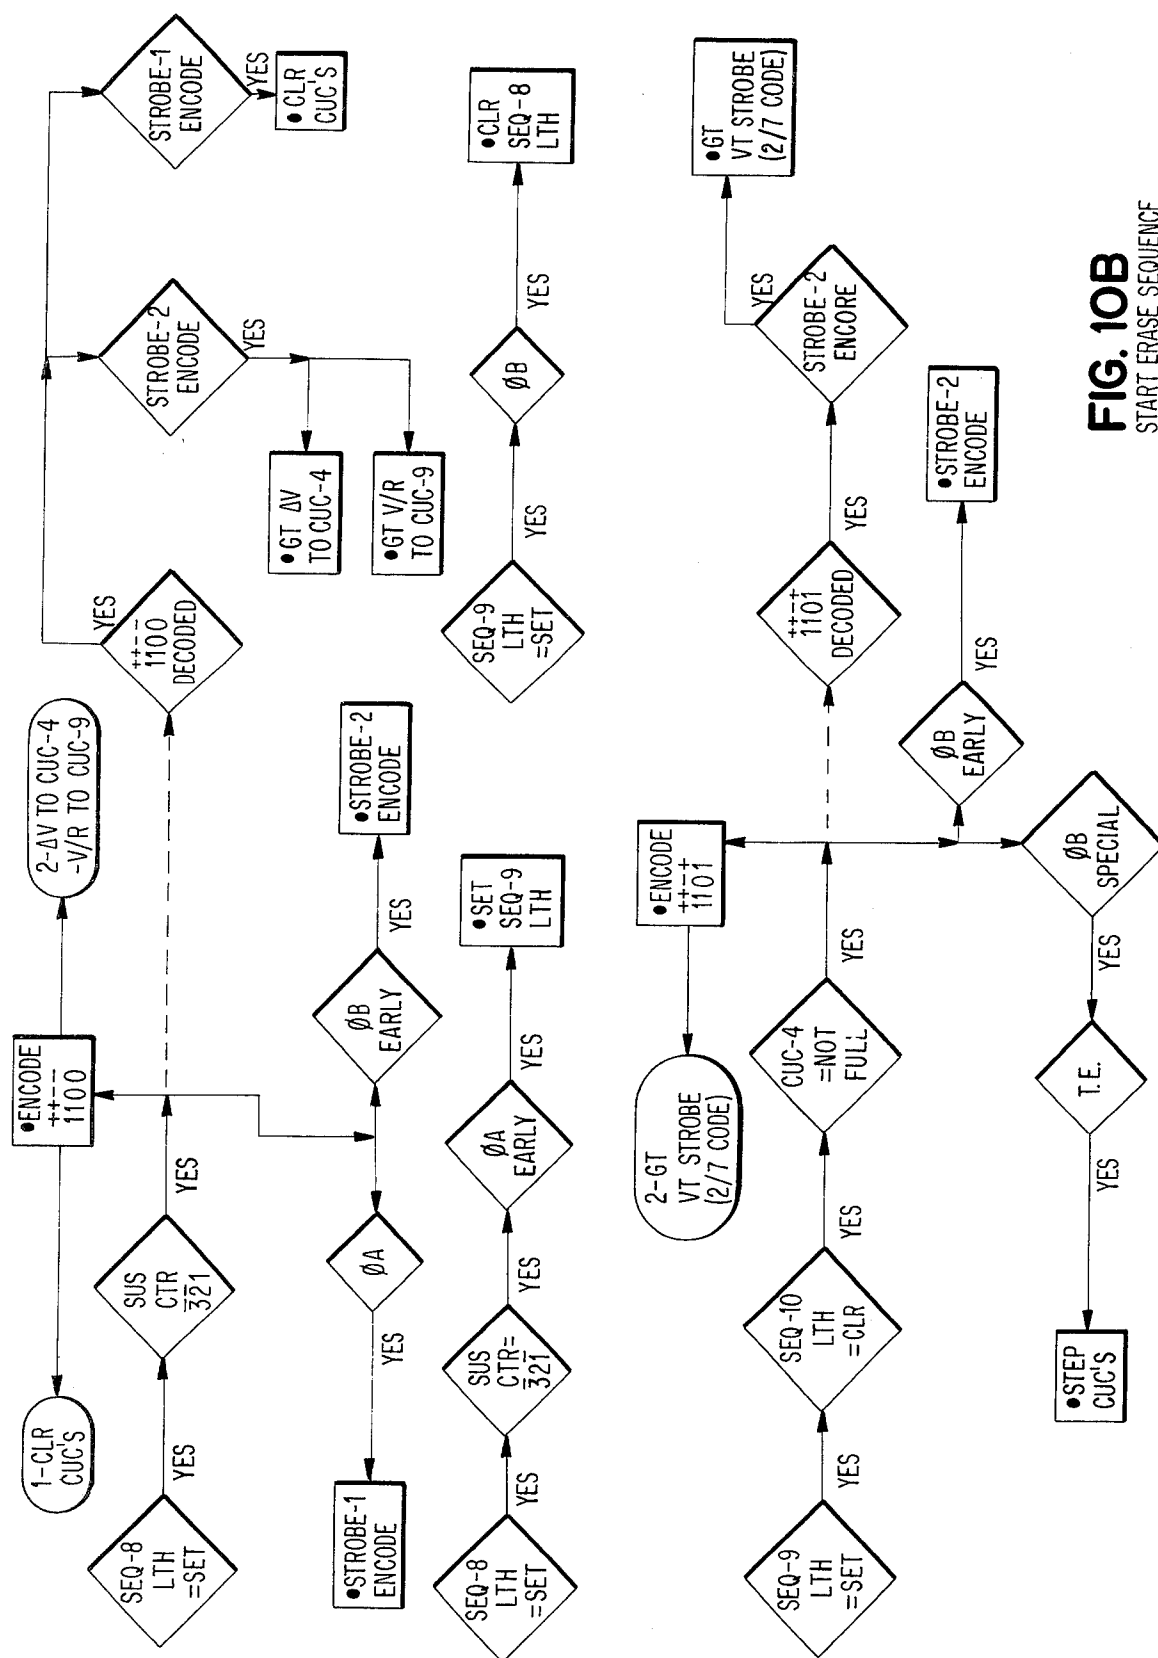 1-CLR
CUC'S
●ENCODE
++--
1100
2-ΔV TO CUC-4
-V/R TO CUC-9
SEQ-8
LTH
=SET
YES
SUS
CTR
3̅2̅1
YES
++--
1100
DECODED
YES
STROBE-2
ENCODE
YES
●GT ΔV
TO CUC-4
●GT V/R
TO CUC-9
STROBE-1
ENCODE
YES
●CLR
CUC'S
●STROBE-1
ENCODE
YES
ØA
ØB
EARLY
YES
●STROBE-2
ENCODE
SEQ-8
LTH
=SET
YES
SUS
CTR=
3̅21̅
YES
ØA
EARLY
YES
●SET
SEQ-9
LTH
SEQ-9
LTH
=SET
YES
ØB
YES
●CLR
SEQ-8
LTH
2-GT
VT STROBE
(2/7 CODE)
●ENCODE
++-+
1101
SEQ-9
LTH
=SET
YES
SEQ-10
LTH
=CLR
YES
CUC-4
=NOT
FULL
YES
++-+
1101
DECODED
YES
STROBE-2
ENCORE
YES
●GT
VT STROBE
(2/7 CODE)
ØB
EARLY
YES
●STROBE-2
ENCODE
●STEP
CUC'S
YES
T.E.
YES
ØB
SPECIAL
FIG. 10B
START ERASE SEQUENCE